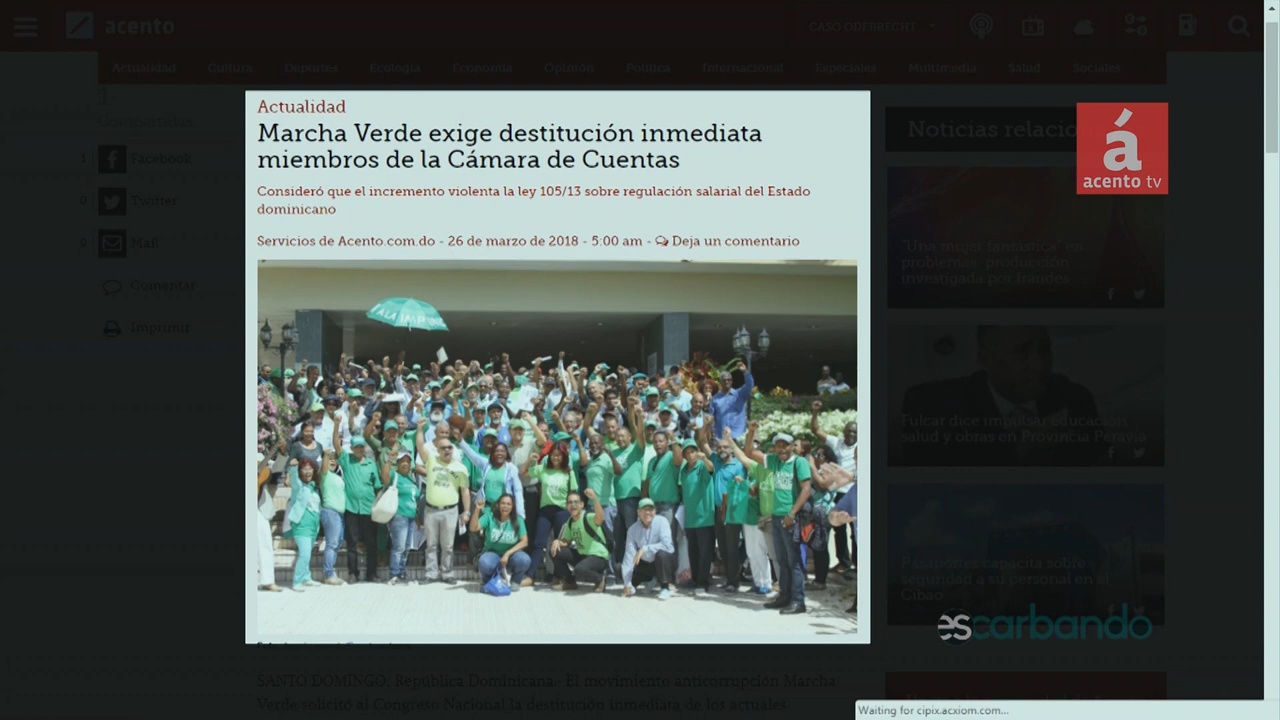 acento
CASO ODEBRECHT
Actualidad Cultura Deportes Ecología Economía Opinión Política Internacional Especiales Multimedia Salud Sociales
1
Compartidas
1 Facebook
0 Twitter
0 Mail
Comentar
Imprimir
Actualidad
Marcha Verde exige destitución inmediata
miembros de la Cámara de Cuentas
Consideró que el incremento violenta la ley 105/13 sobre regulación salarial del Estado
dominicano
Servicios de Acento.com.do - 26 de marzo de 2018 - 5:00 am - Deja un comentario
SANTO DOMINGO, República Dominicana.- El movimiento anticorrupción Marcha
Verde solicitó al Congreso Nacional la destitución inmediata de los actuales
Noticias
á
acento tv
"Una mujer fantástica" en
problemas: producción
investigada por fraudes
Fulcar dice impulsar educación,
salud y obras en Provincia Peravia
Pasaportes capacita sobre
seguridad a su personal en el
Cibao
escarbando
Waiting for cipix.acxiom.com...